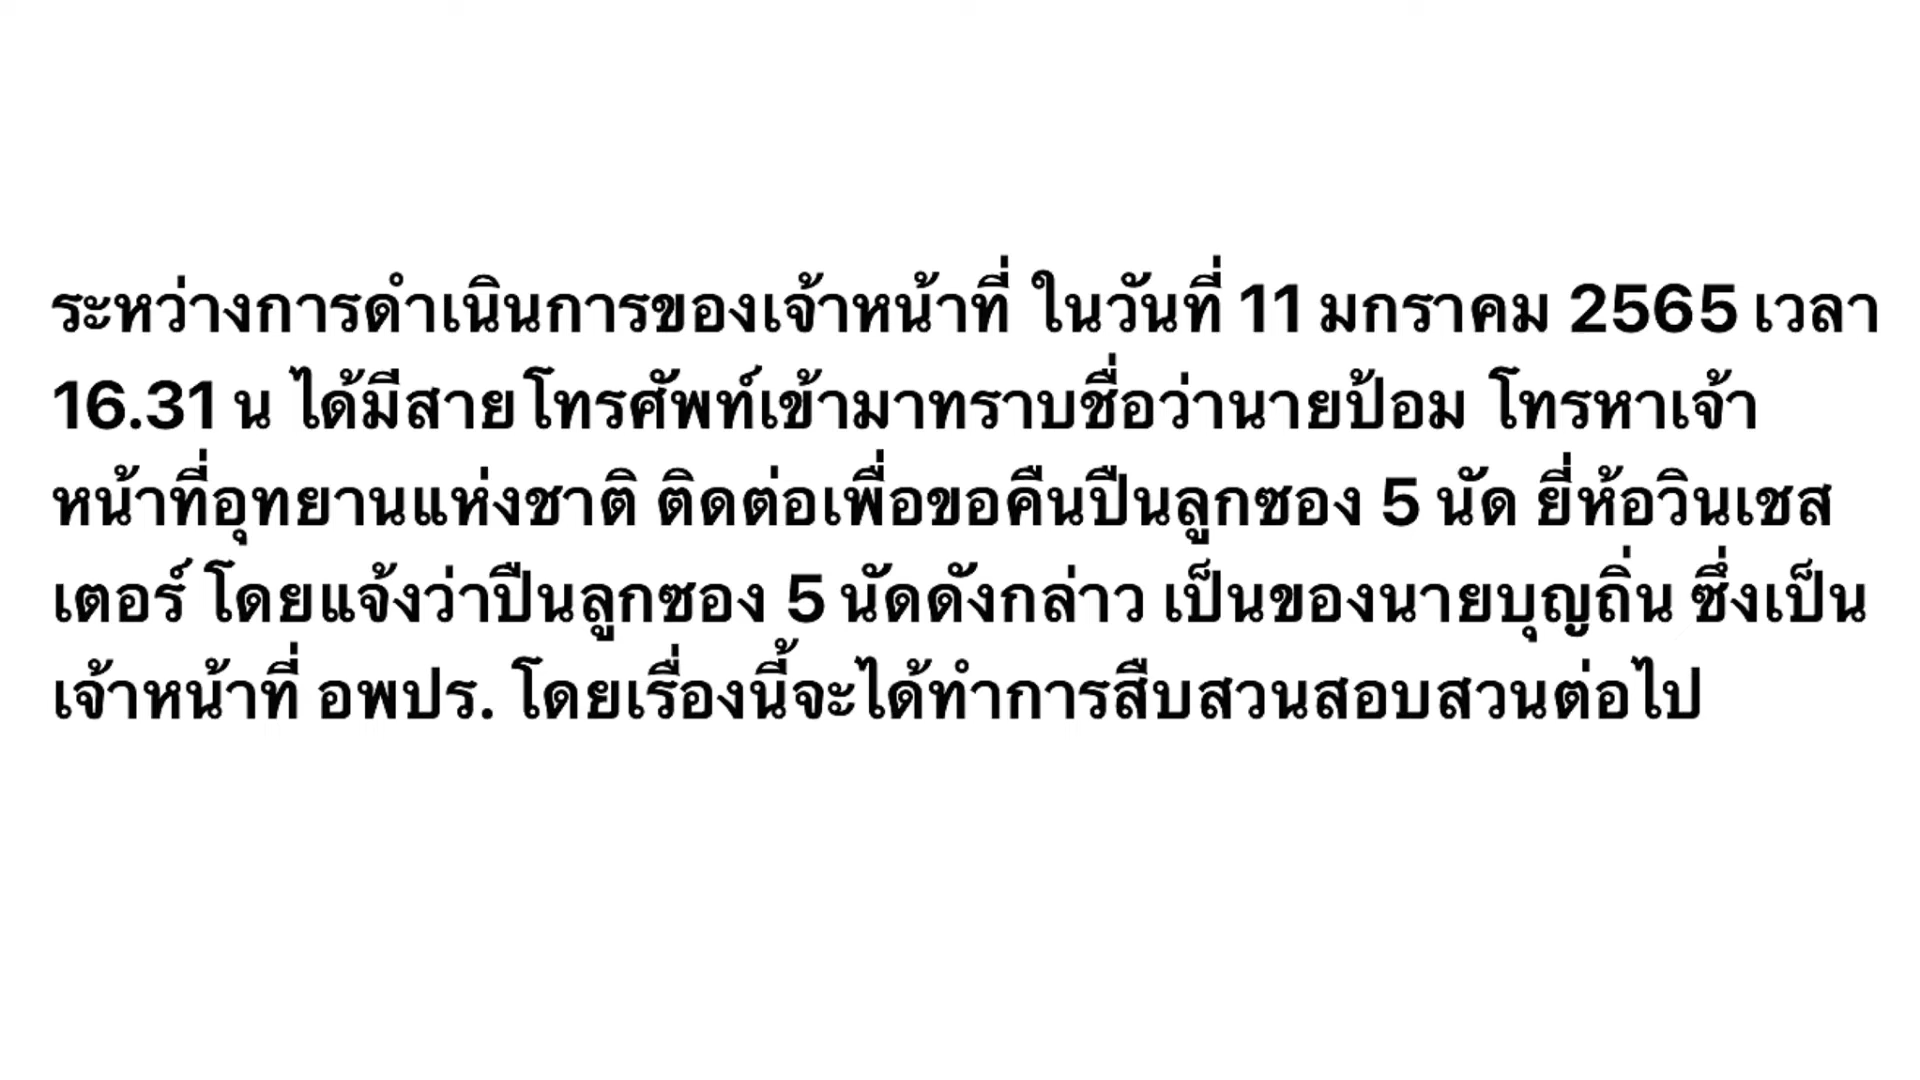 ระหว่างการดำเนินการของเจ้าหน้าที่ ในวันที่ 11 มกราคม 2565 เวลา
16.31 น ได้มีสายโทรศัพท์เข้ามาทราบชื่อว่านายป้อม โทรหาเจ้า
หน้าที่อุทยานแห่งชาติ ติดต่อเพื่อขอคืนปืนลูกซอง 5 นัด ยี่ห้อวินเชส
เตอร์ โดยแจ้งว่าปืนลูกซอง 5 นัดดังกล่าว เป็นของนายบุญถิ่น ซึ่งเป็น
เจ้าหน้าที่ อพปร. โดยเรื่องนี้จะได้ทำการสืบสวนสอบสวนต่อไป